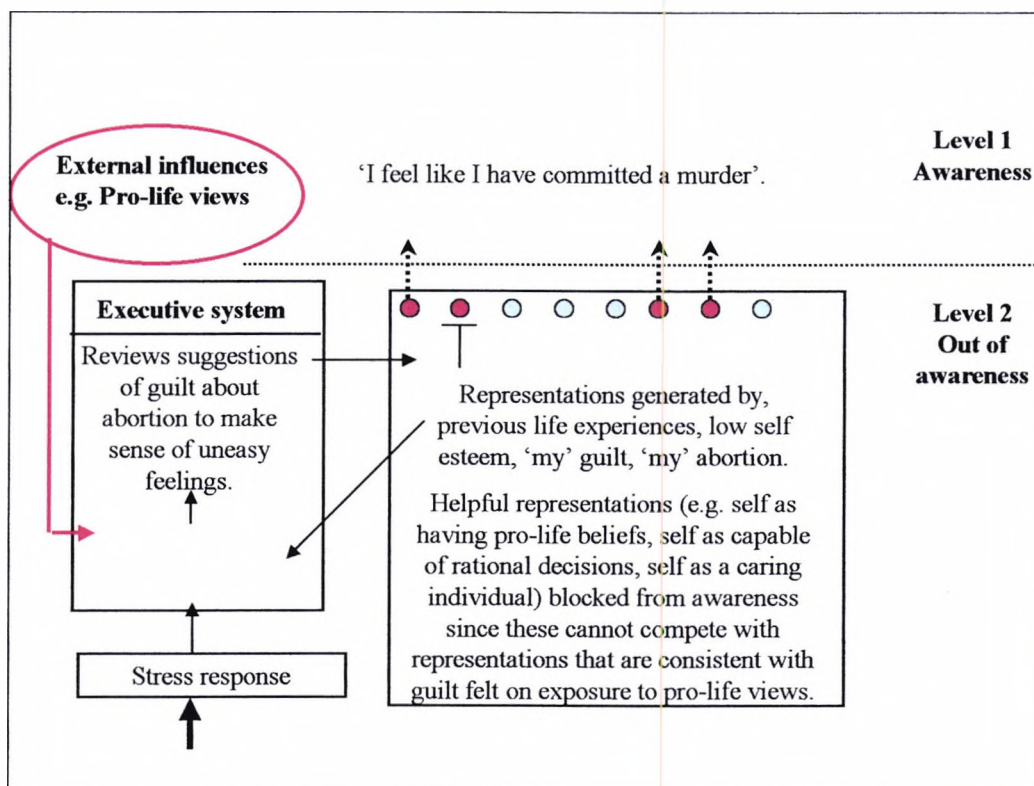 External influences
e.g. Pro-life views
'I feel like I have committed a murder'.
Level 1
Awareness
Executive system
Reviews suggestions
of guilt about
abortion to make
sense of uneasy
feelings.
Stress response
Representations generated by,
previous life experiences, low self
esteem, 'my' guilt, 'my' abortion.
Helpful representations (e.g. self as
having pro-life beliefs, self as capable
of rational decisions, self as a caring
individual) blocked from awareness
since these cannot compete with
representations that are consistent with
guilt felt on exposure to pro-life views.
Level 2
Out of
awareness